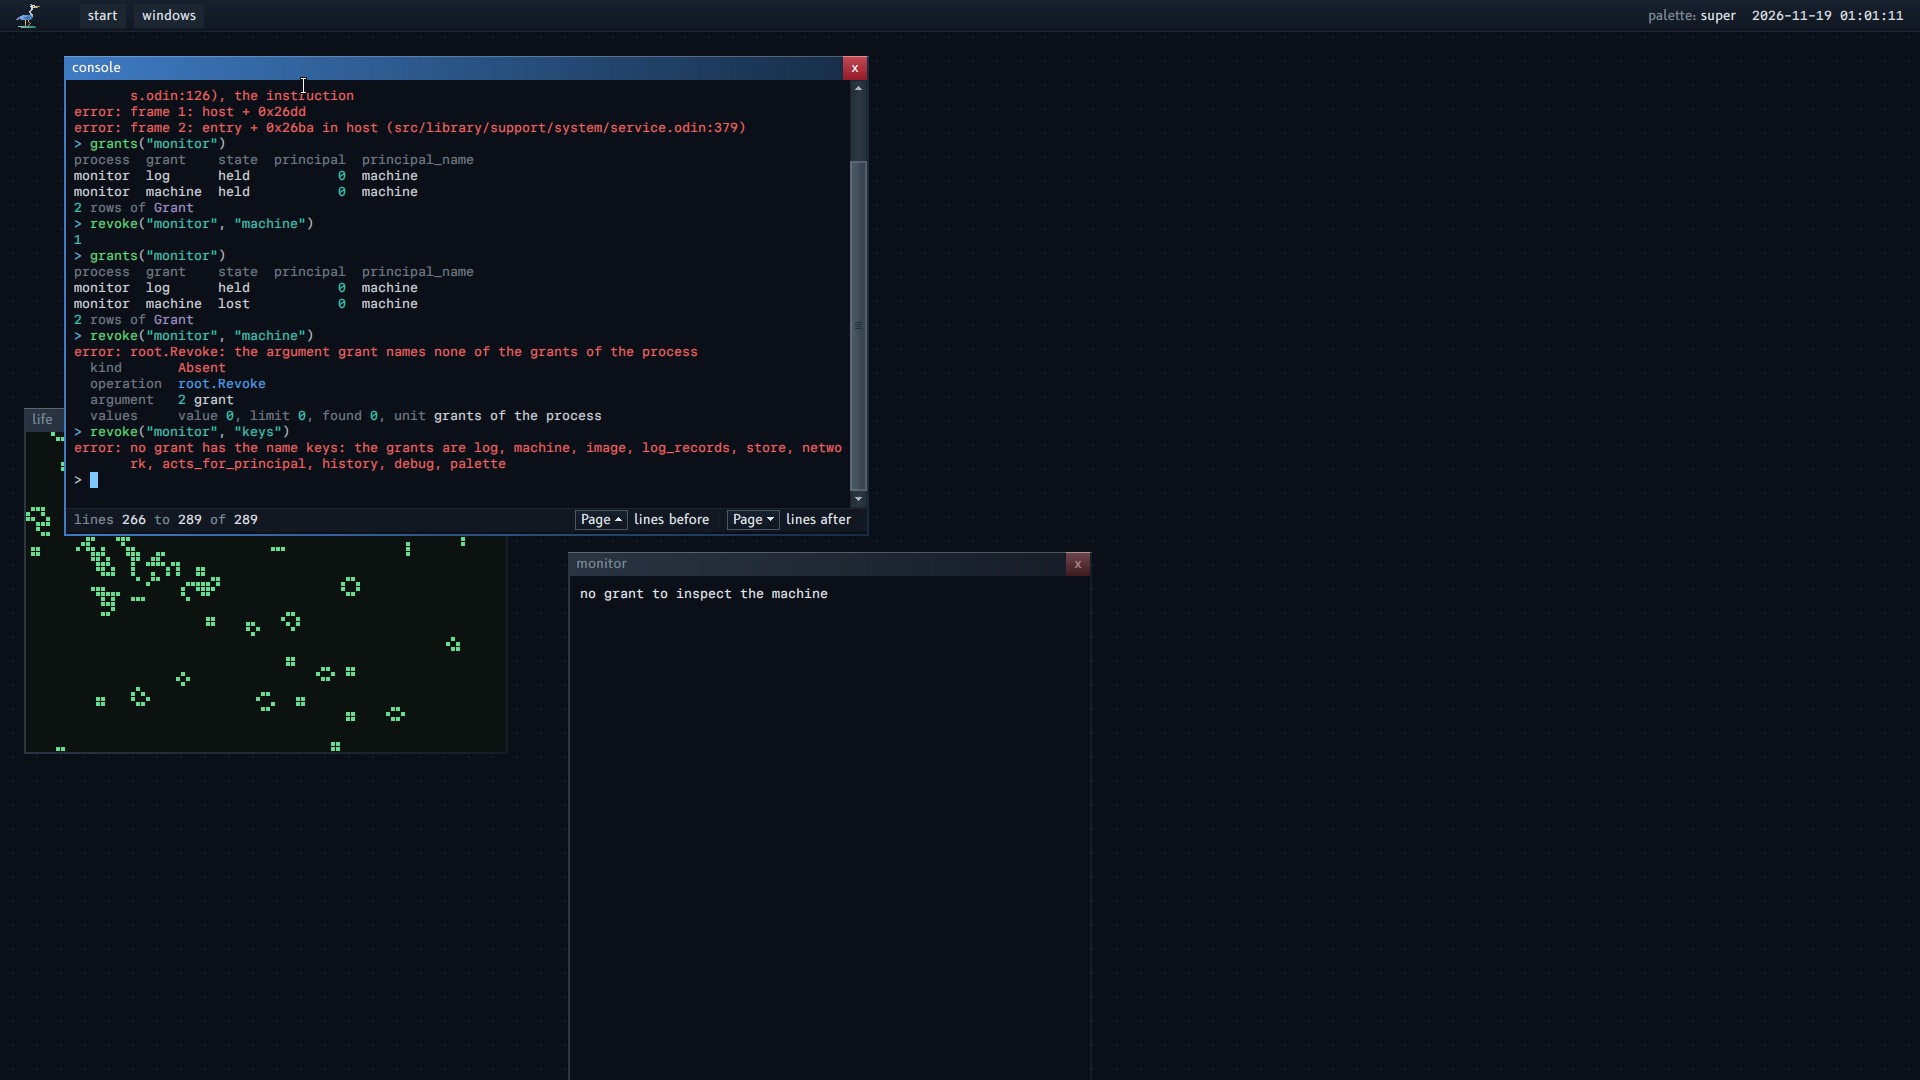 start windows palette: super 2026-11-19 01:01:11
console x
s.odin:126), the instruction
error: frame 1: host + 0x26dd
error: frame 2: entry + 0x26ba in host (src/library/support/system/service.odin:379)
> grants("monitor")
process grant state principal principal_name
monitor log held 0 machine
monitor machine held 0 machine
2 rows of Grant
> revoke("monitor", "machine")
1
> grants("monitor")
process grant state principal principal_name
monitor log held 0 machine
monitor machine lost 0 machine
2 rows of Grant
> revoke("monitor", "machine")
error: root.Revoke: the argument grant names none of the grants of the process
kind Absent
operation root.Revoke
argument 2 grant
values value 0, limit 0, found 0, unit grants of the process
> revoke("monitor", "keys")
error: no grant has the name keys: the grants are log, machine, image, log_records, store, netwo
rk, acts_for_principal, history, debug, palette
>
lines 266 to 289 of 289 Page lines before Page lines after
life
monitor x
no grant to inspect the machine